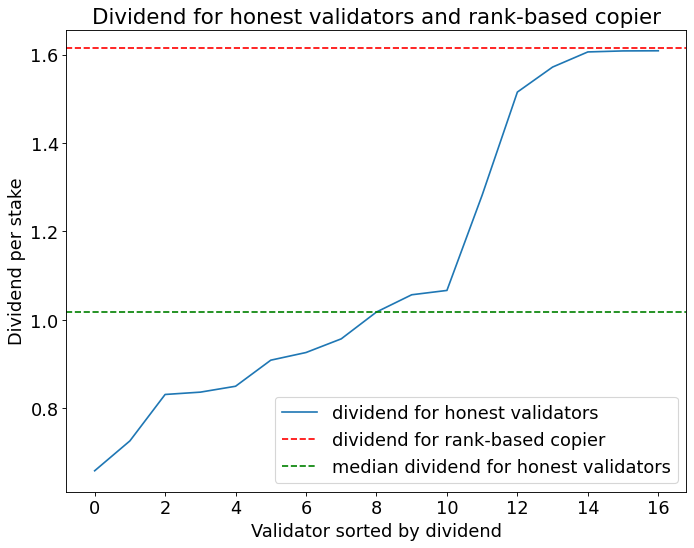 Dividend for honest validators and rank-based copier
Dividend per stake
1.6
1.4
1.2
1.0
0.8
dividend for honest validators
dividend for rank-based copier
median dividend for honest validators
0 2 4 6 8 10 12 14 16
Validator sorted by dividend